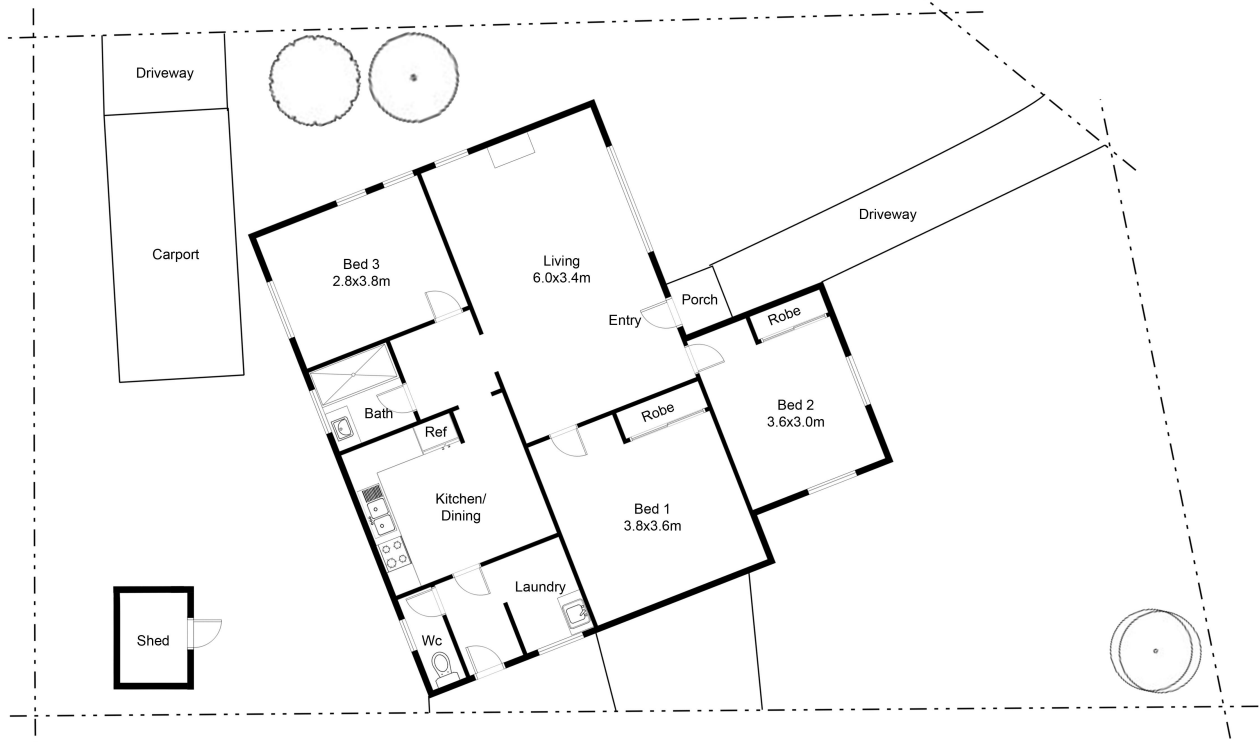 Driveway
Carport
Bed 3
2.8x3.8m
Living
6.0x3.4m
Driveway
Porch
Entry
Robe
Bed 2
3.6x3.0m
Robe
Bath
Ref
Kitchen/
Dining
Bed 1
3.8x3.6m
Laundry
Wc
Shed